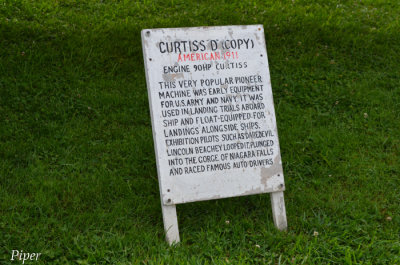 CURTISS D (COPY)
AMERICAN 1911
ENGINE 90HP CURTISS
THIS VERY POPULAR PIONEER
MACHINE WAS EARLY EQUIPMENT
FOR U.S. ARMY AND NAVY. IT WAS
USED IN LANDING TRIALS ABOARD
SHIP AND FLOAT-EQUIPPED FOR
LANDINGS ALONGSIDE SHIPS.
EXHIBITION PILOTS SUCH AS DAREDEVIL
LINCOLN BEACHEY LOOPED IT, PLUNGED
INTO THE GORGE OF NIAGARA FALLS
AND RACED FAMOUS AUTO DRIVERS
Piper